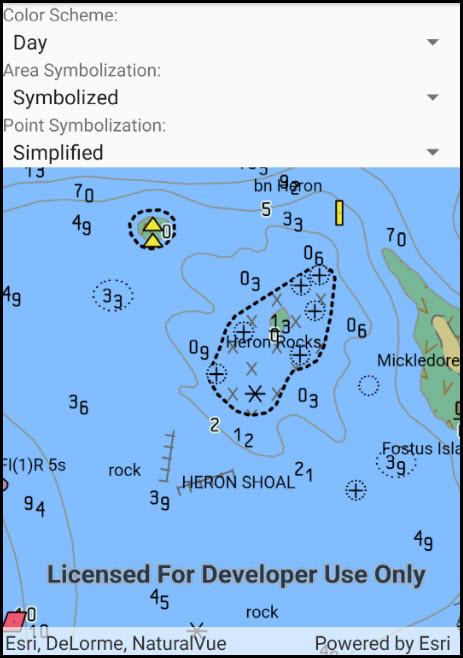 Color Scheme:
Day
Area Symbolization:
Symbolized
Point Symbolization:
Simplified
13
9₂
bn Heron
7₀
5
4₉
3₃
0
7₀
0₆
0₃
4₉
3₃
1₃
0₆
0
Heron Rocks
0₉
Mickledore
0₃
3₆
2
1₂
Fostus Isla
Fl(1)R 5s
rock
2₁
3₉
HERON SHOAL
9₄
3₉
4₉
Licensed For Developer Use Only
4₅
rock
10
Esri, DeLorme, NaturalVue
Powered by Esri